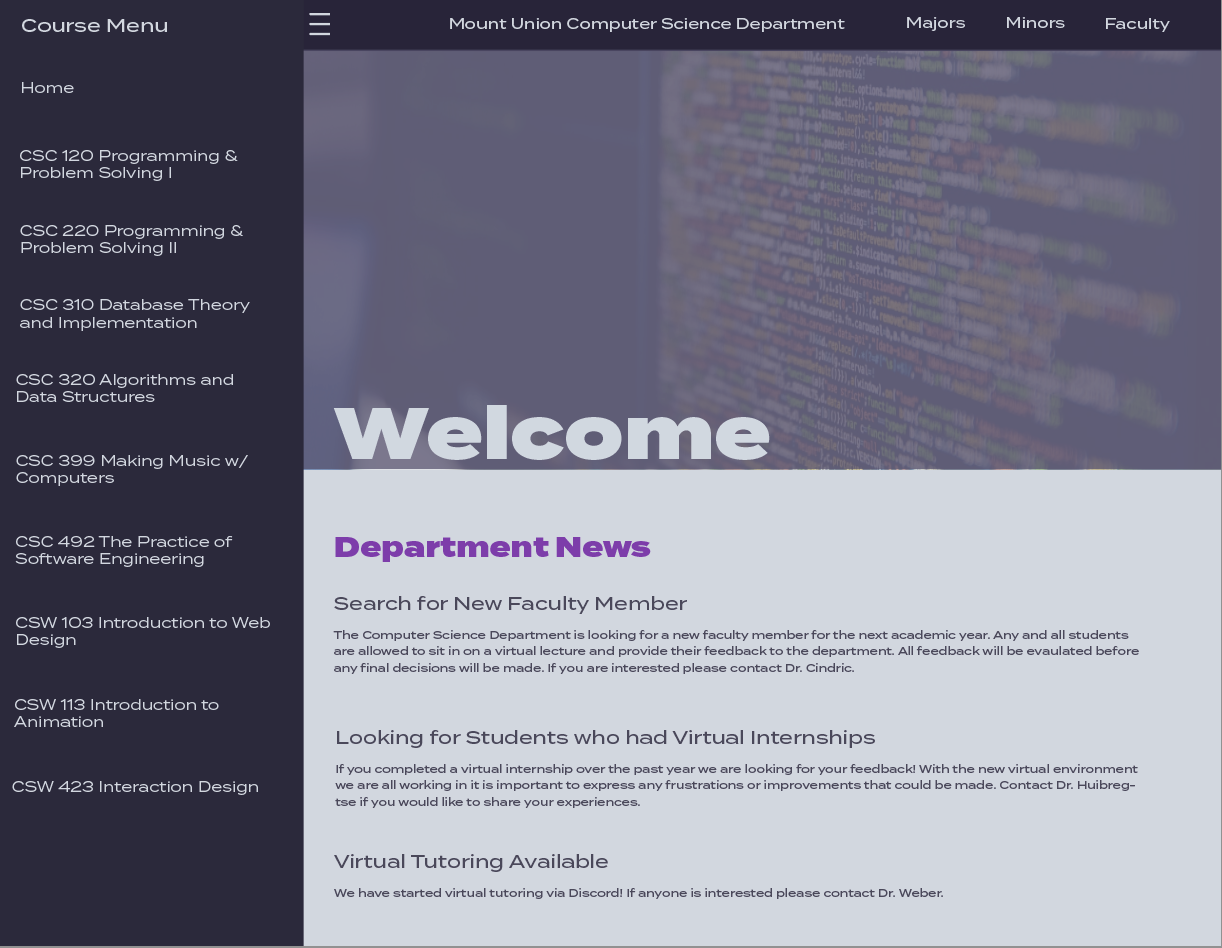 Course Menu
Home
CSC 120 Programming &
Problem Solving I
CSC 220 Programming &
Problem Solving II
CSC 310 Database Theory
and Implementation
CSC 320 Algorithms and
Data Structures
CSC 399 Making Music w/
Computers
CSC 492 The Practice of
Software Engineering
CSW 103 Introduction to Web
Design
CSW 113 Introduction to
Animation
CSW 423 Interaction Design
Mount Union Computer Science Department
Majors
Minors
Faculty
Welcome
Department News
Search for New Faculty Member
The Computer Science Department is looking for a new faculty member for the next academic year. Any and all students
are allowed to sit in on a virtual lecture and provide their feedback to the department. All feedback will be evaulated before
any final decisions will be made. If you are interested please contact Dr. Cindric.
Looking for Students who had Virtual Internships
If you completed a virtual internship over the past year we are looking for your feedback! With the new virtual environment
we are all working in it is important to express any frustrations or improvements that could be made. Contact Dr. Huibreg-
tse if you would like to share your experiences.
Virtual Tutoring Available
We have started virtual tutoring via Discord! If anyone is interested please contact Dr. Weber.